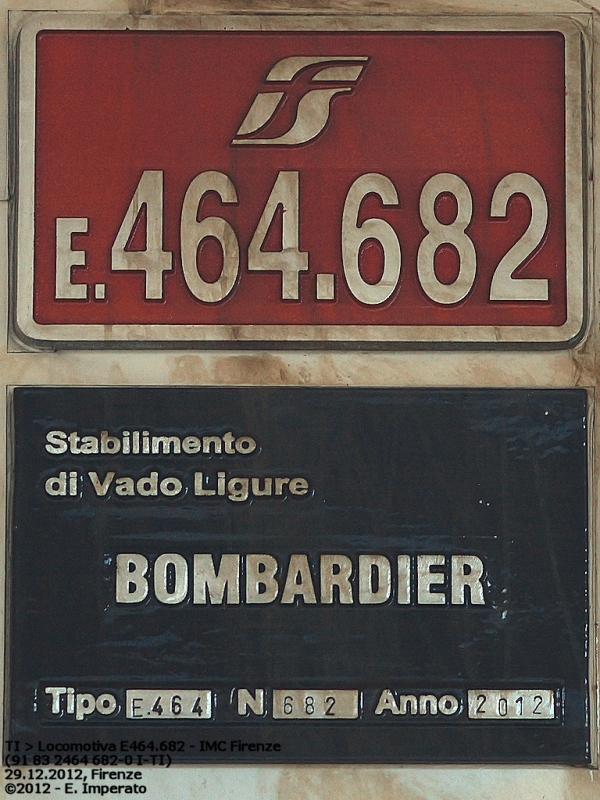 E.464.682
Stabilimento
di Vado Ligure
BOMBARDIER
Tipo E.464 N 682 Anno 2012
TI > Locomotiva E464.682 - IMC Firenze
(91 83 2464 682-0 I-TI)
29.12.2012, Firenze
©2012 - E. Imperato